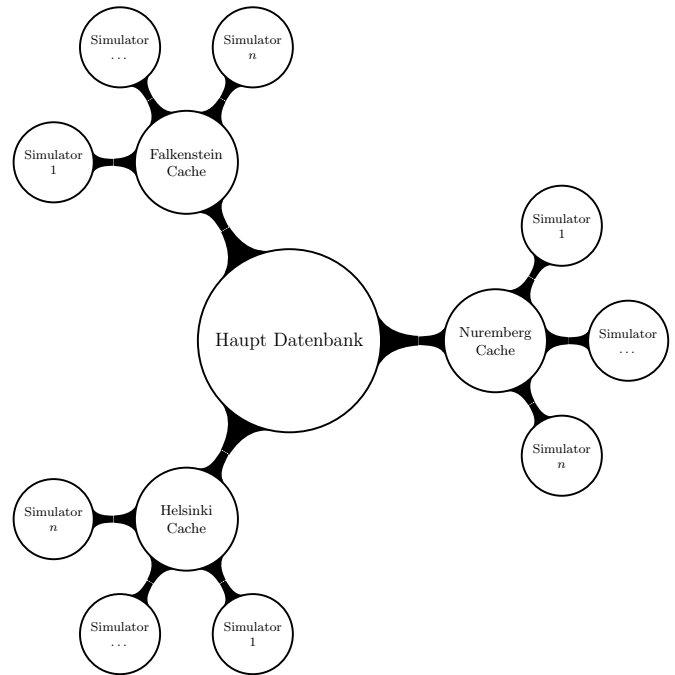 Simulator
...
Simulator
n
Simulator
1
Falkenstein
Cache
Simulator
1
Haupt Datenbank
Nuremberg
Cache
Simulator
...
Simulator
n
Simulator
n
Helsinki
Cache
Simulator
...
Simulator
1